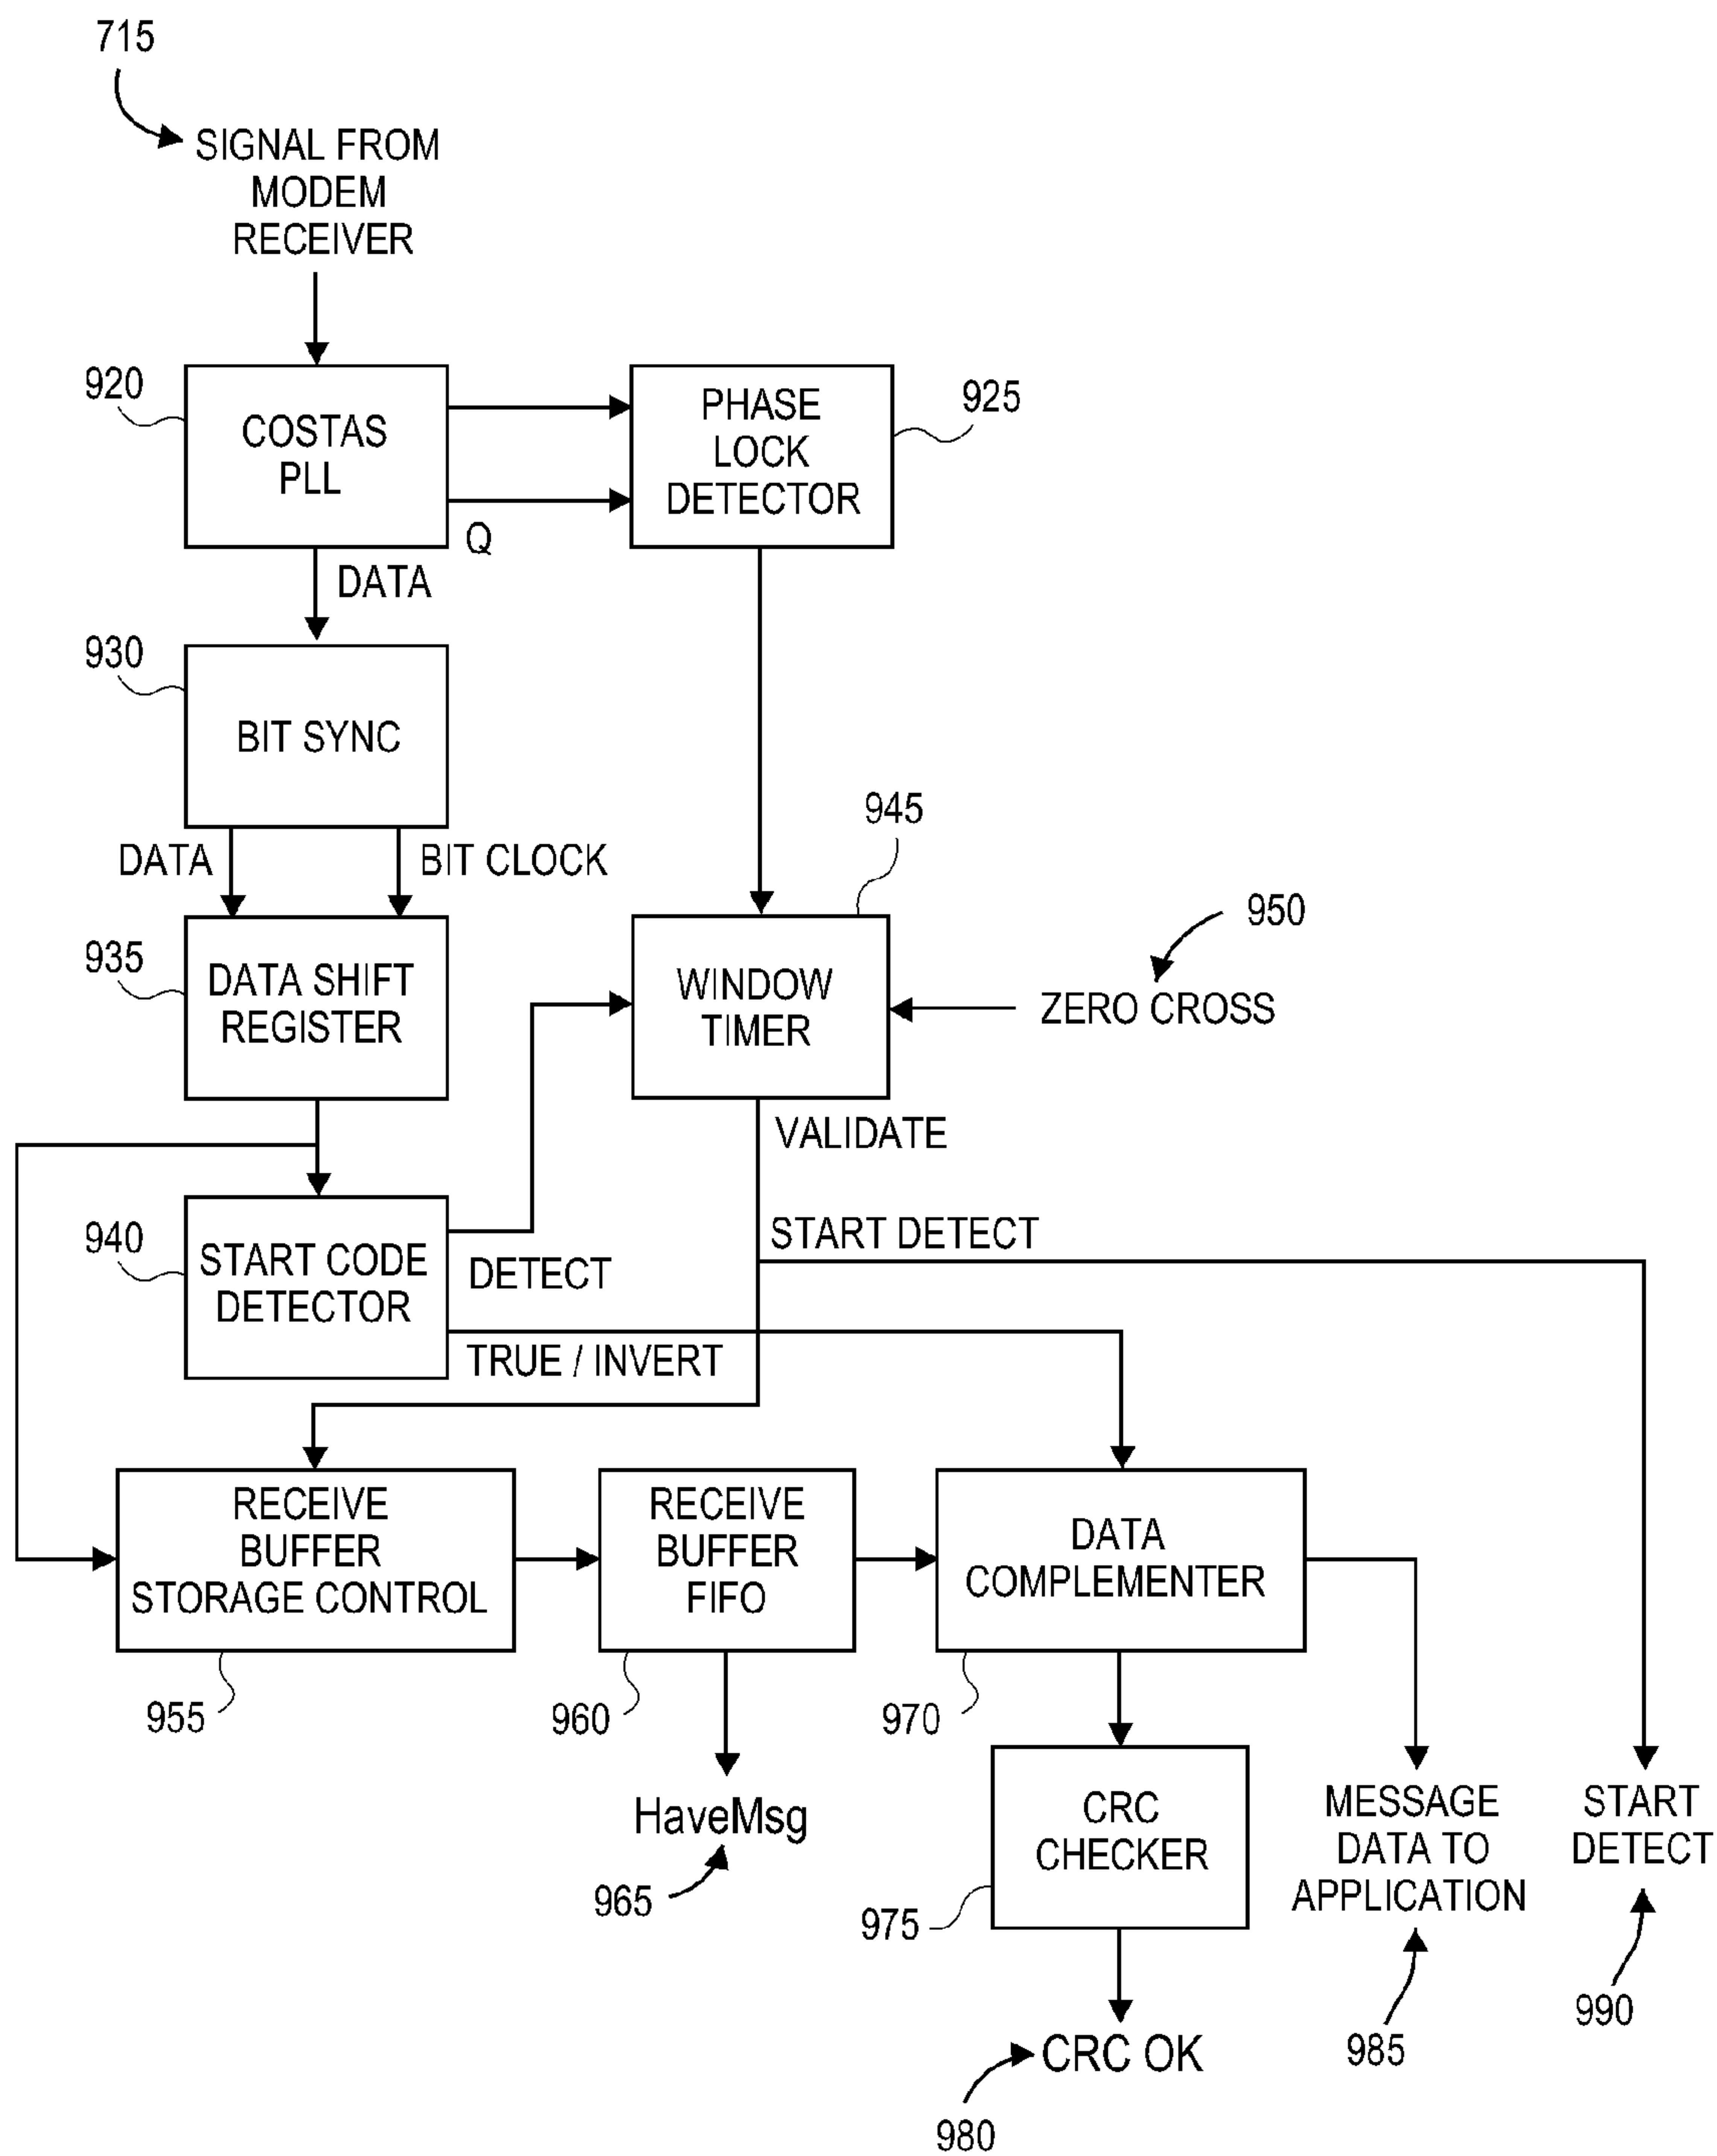 715
SIGNAL FROM
MODEM
RECEIVER
920
COSTAS
PLL
PHASE
LOCK
DETECTOR
925
Q
DATA
930
BIT SYNC
DATA
BIT CLOCK
945
950
935
DATA SHIFT
REGISTER
WINDOW
TIMER
ZERO CROSS
VALIDATE
940
START CODE
DETECTOR
DETECT
START DETECT
TRUE / INVERT
RECEIVE
BUFFER
STORAGE CONTROL
RECEIVE
BUFFER
FIFO
DATA
COMPLEMENTER
955
960
970
HaveMsg
965
CRC
CHECKER
975
MESSAGE
DATA TO
APPLICATION
START
DETECT
985
990
CRC OK
980